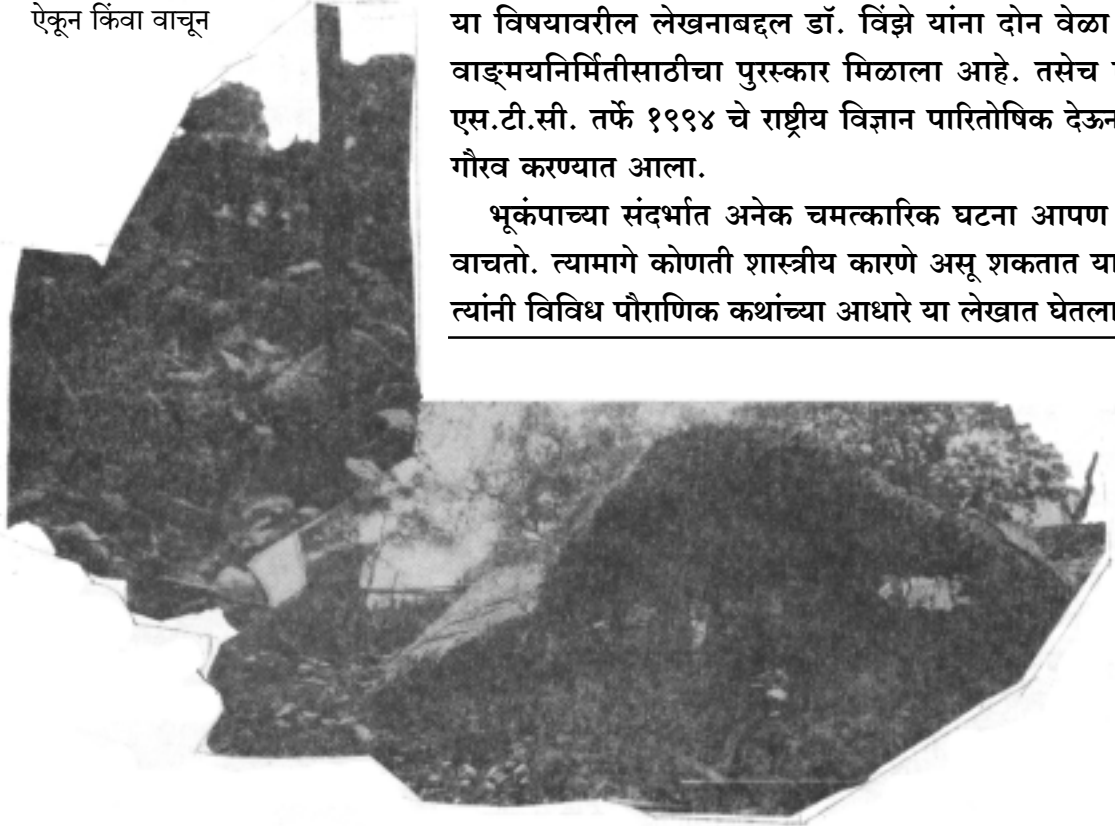 ऐकून किंवा वाचून
या विषयावरील लेखनाबद्दल डॉ. विंझे यांना दोन वेळा
वाङ्मयनिर्मितीसाठीचा पुरस्कार मिळाला आहे. तसेच
एस.टी.सी. तर्फे १९९४ चे राष्ट्रीय विज्ञान पारितोषिक देऊन
गौरव करण्यात आला.
भूकंपाच्या संदर्भात अनेक चमत्कारिक घटना आपण
वाचतो. त्यामागे कोणती शास्त्रीय कारणे असू शकतात या
त्यांनी विविध पौराणिक कथांच्या आधारे या लेखात घेतला